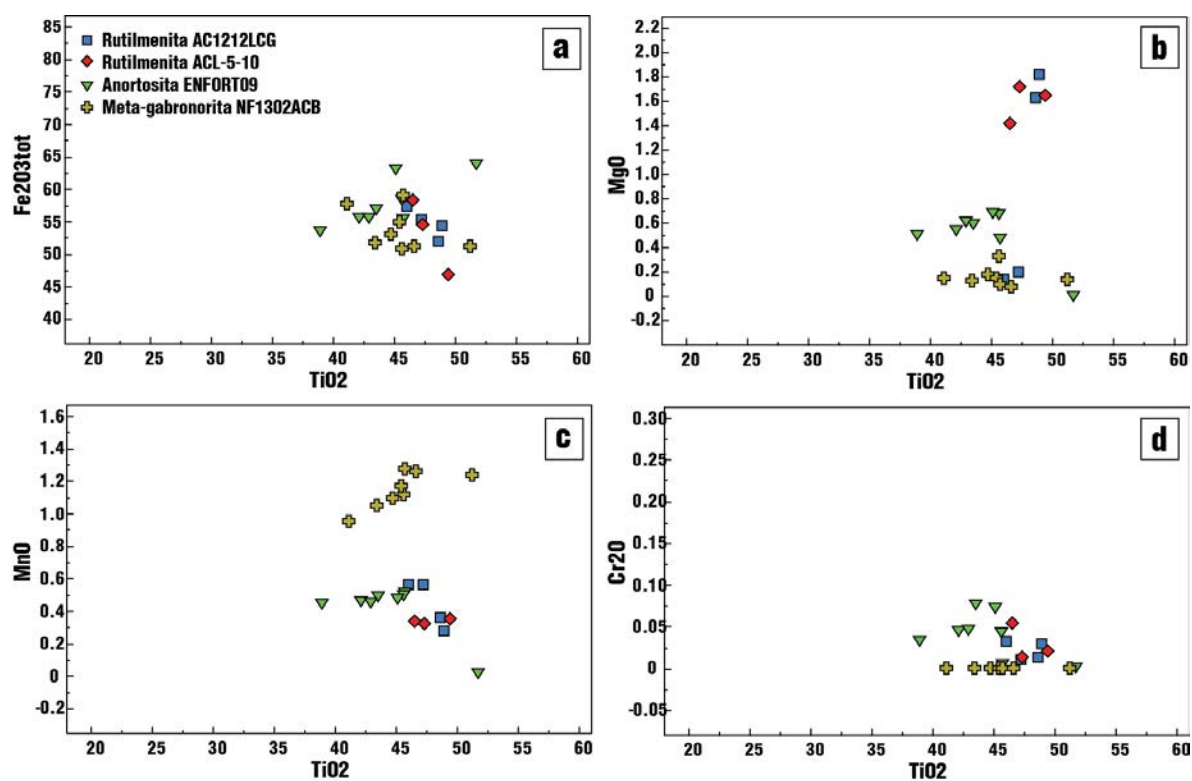 85
80
75
70
65
60
55
50
45
40
Fe2O3tot
Rutilmenita AC1212LCG
Rutilmenita ACL-5-10
Anortosita ENFORT09
Meta-gabronorita NF1302ACB
a
20 25 30 35 40 45 50 55 60
TiO2
2.2
2.0
1.8
1.6
1.4
1.2
1.0
0.8
0.6
0.4
0.2
0
-0.2
MgO
b
20 25 30 35 40 45 50 55 60
TiO2
1.6
1.4
1.2
1.0
0.8
0.6
0.4
0.2
0
-0.2
MnO
c
20 25 30 35 40 45 50 55 60
TiO2
0.30
0.25
0.20
0.15
0.10
0.05
0
-0.05
Cr2O
d
20 25 30 35 40 45 50 55 60
TiO2